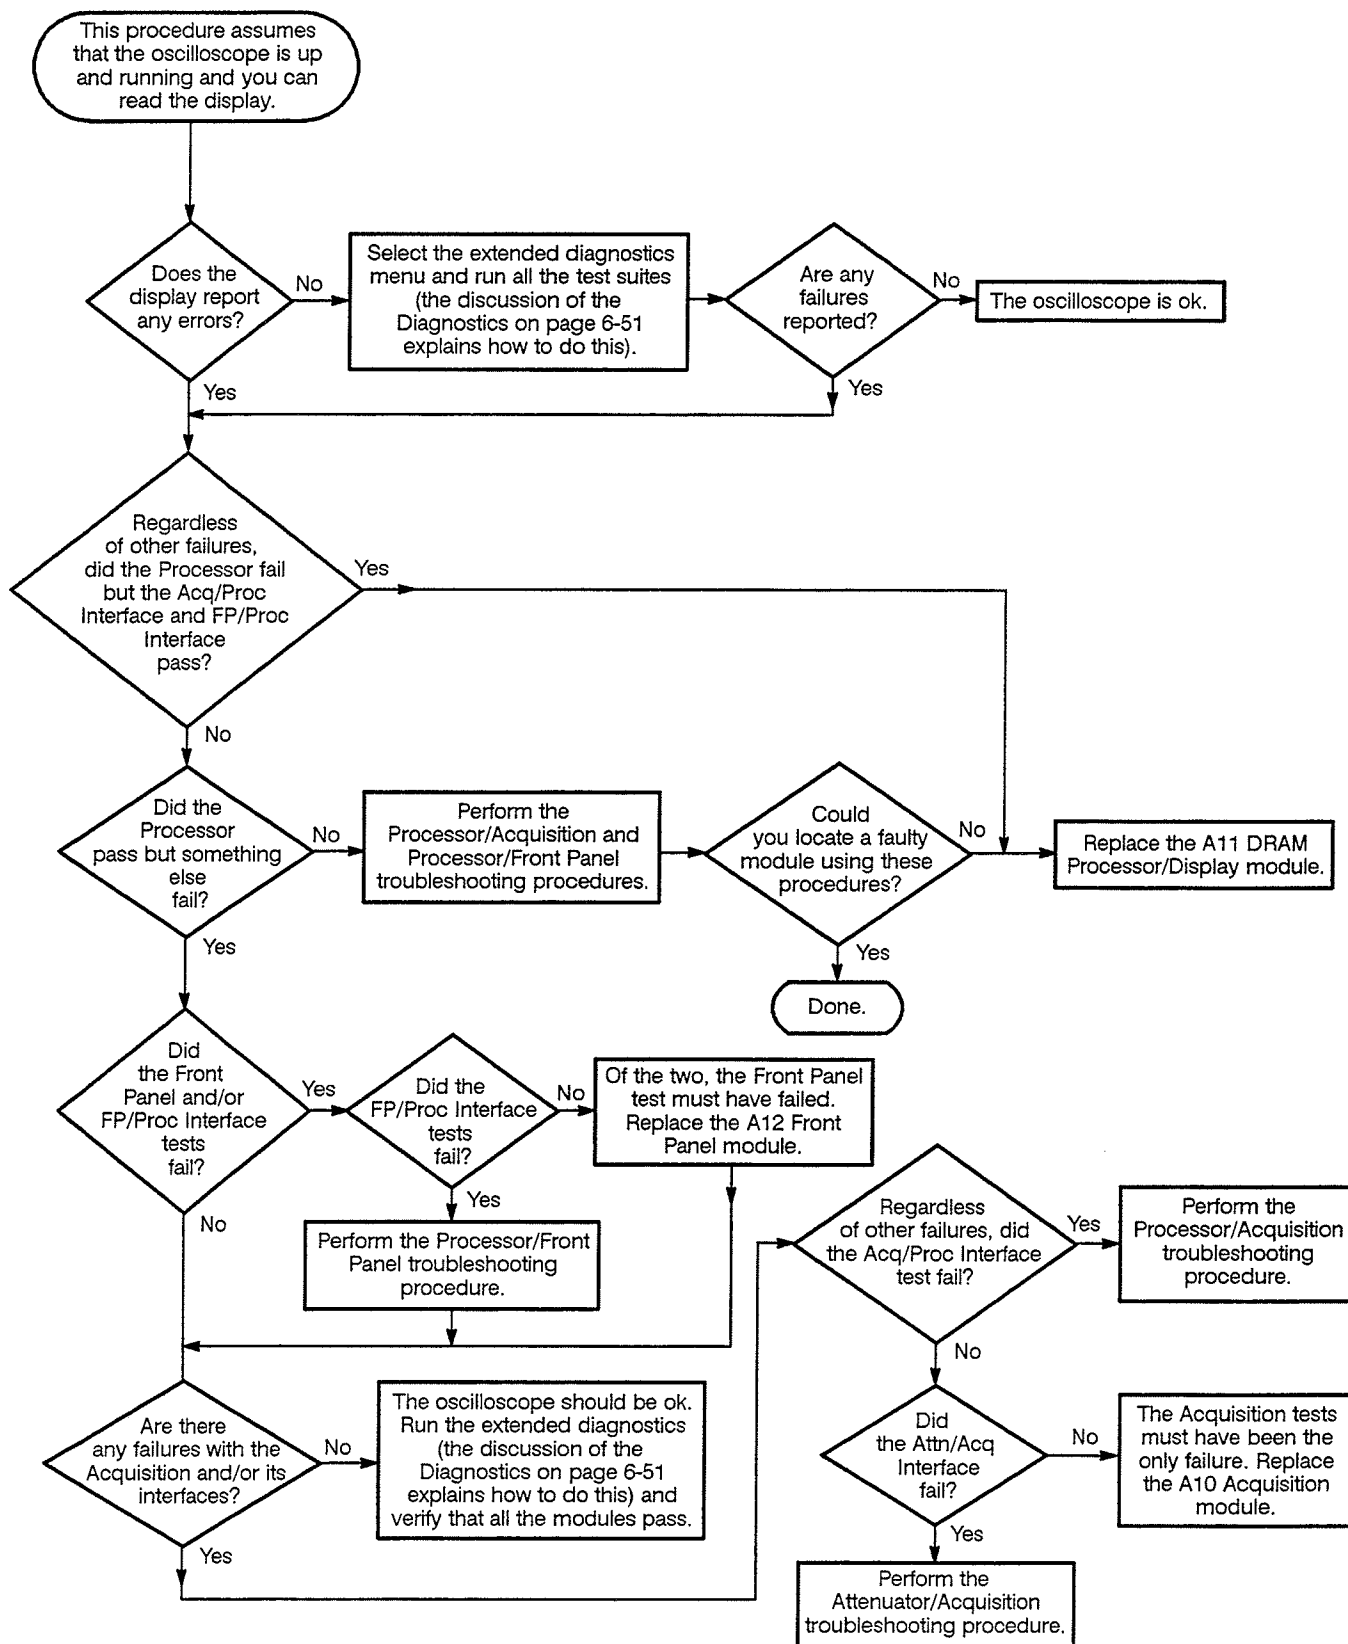 This procedure assumes
that the oscilloscope is up
and running and you can
read the display.
Does the
display report
any errors?
No
Select the extended diagnostics
menu and run all the test suites
(the discussion of the
Diagnostics on page 6-51
explains how to do this).
Are any
failures
reported?
No
The oscilloscope is ok.
Yes
Yes
Regardless
of other failures,
did the Processor fail
but the Acq/Proc
Interface and FP/Proc
Interface
pass?
Yes
No
Did the
Processor
pass but something
else
fail?
No
Perform the
Processor/Acquisition and
Processor/Front Panel
troubleshooting procedures.
Could
you locate a faulty
module using these
procedures?
No
Replace the A11 DRAM
Processor/Display module.
Yes
Yes
Done.
Did
the Front
Panel and/or
FP/Proc Interface
tests
fail?
Yes
Did the
FP/Proc Interface
tests
fail?
No
Of the two, the Front Panel
test must have failed.
Replace the A12 Front
Panel module.
No
Yes
Perform the Processor/Front
Panel troubleshooting
procedure.
Regardless
of other failures, did
the Acq/Proc Interface
test fail?
Yes
Perform the
Processor/Acquisition
troubleshooting
procedure.
No
Are there
any failures with the
Acquisition and/or its
interfaces?
No
The oscilloscope should be ok.
Run the extended diagnostics
(the discussion of the
Diagnostics on page 6-51
explains how to do this) and
verify that all the modules pass.
Yes
Did
the Attn/Acq
Interface
fail?
No
The Acquisition tests
must have been the
only failure. Replace
the A10 Acquisition
module.
Yes
Perform the
Attenuator/Acquisition
troubleshooting procedure.